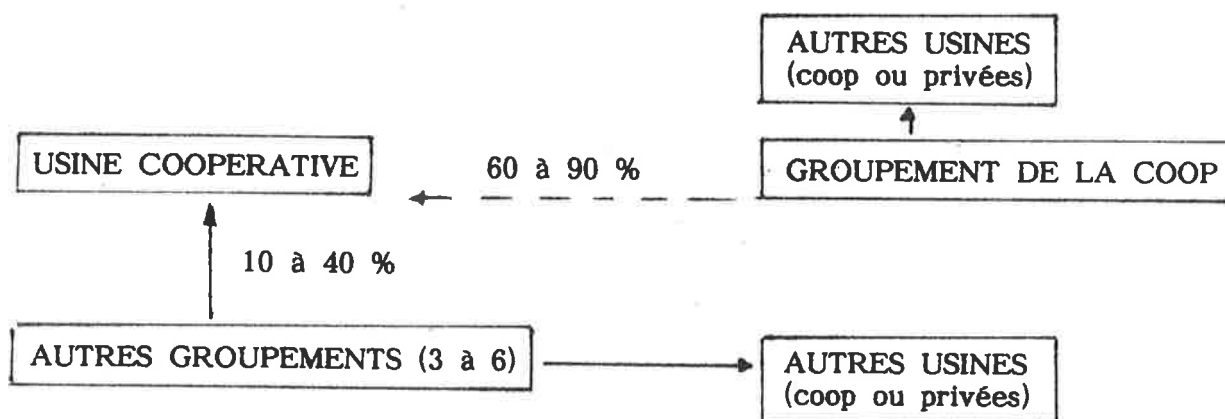 AUTRES USINES
(coop ou privées)
USINE COOPERATIVE
60 à 90 %
GROUPEMENT DE LA COOP
10 à 40 %
AUTRES GROUPEMENTS (3 à 6)
AUTRES USINES
(coop ou privées)